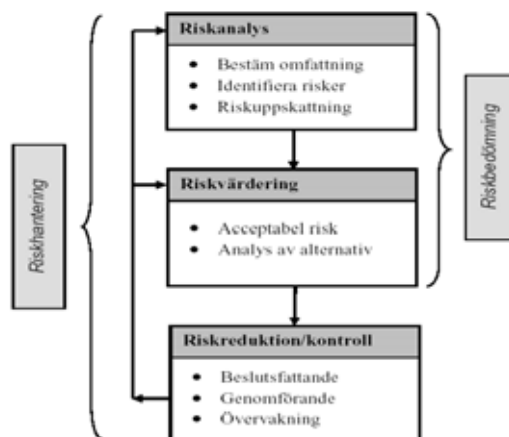 Riskanalys
• Bestäm omfattning
• Identifiera risker
• Riskuppskattning
Riskvärdering
• Acceptabel risk
• Analys av alternativ
Riskreduktion/kontroll
• Beslutsfattande
• Genomförande
• Övervakning
Riskhantering
Riskbedömning